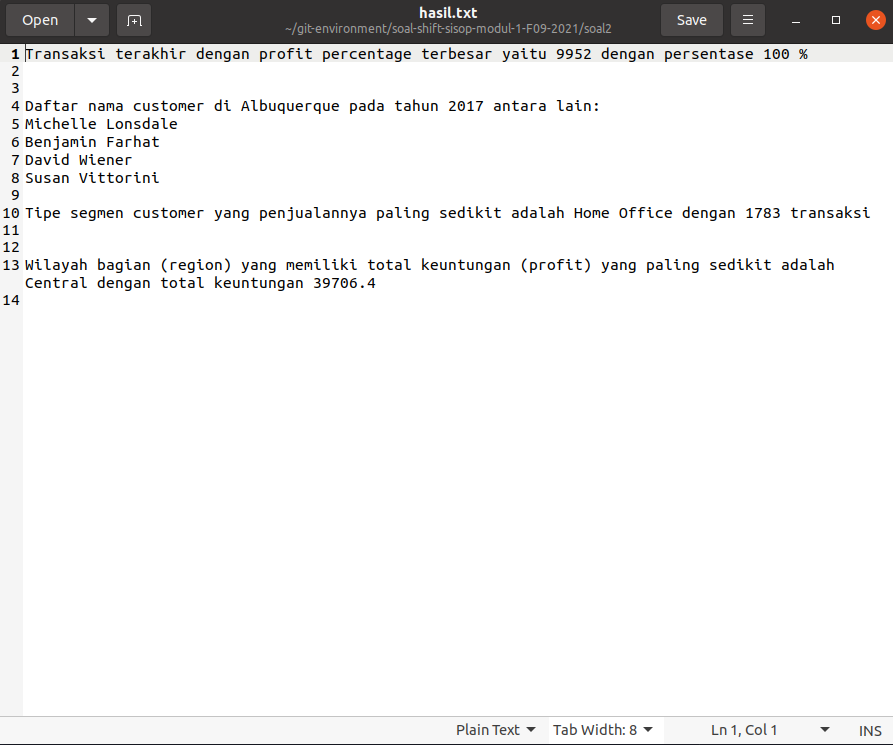 Open
hasil.txt
~/git-environment/soal-shift-sisop-modul-1-F09-2021/soal2
Save
1 Transaksi terakhir dengan profit percentage terbesar yaitu 9952 dengan persentase 100 %
2
3
4 Daftar nama customer di Albuquerque pada tahun 2017 antara lain:
5 Michelle Lonsdale
6 Benjamin Farhat
7 David Wiener
8 Susan Vittorini
9
10 Tipe segmen customer yang penjualannya paling sedikit adalah Home Office dengan 1783 transaksi
11
12
13 Wilayah bagian (region) yang memiliki total keuntungan (profit) yang paling sedikit adalah
Central dengan total keuntungan 39706.4
14
Plain Text Tab Width: 8 Ln 1, Col 1 INS